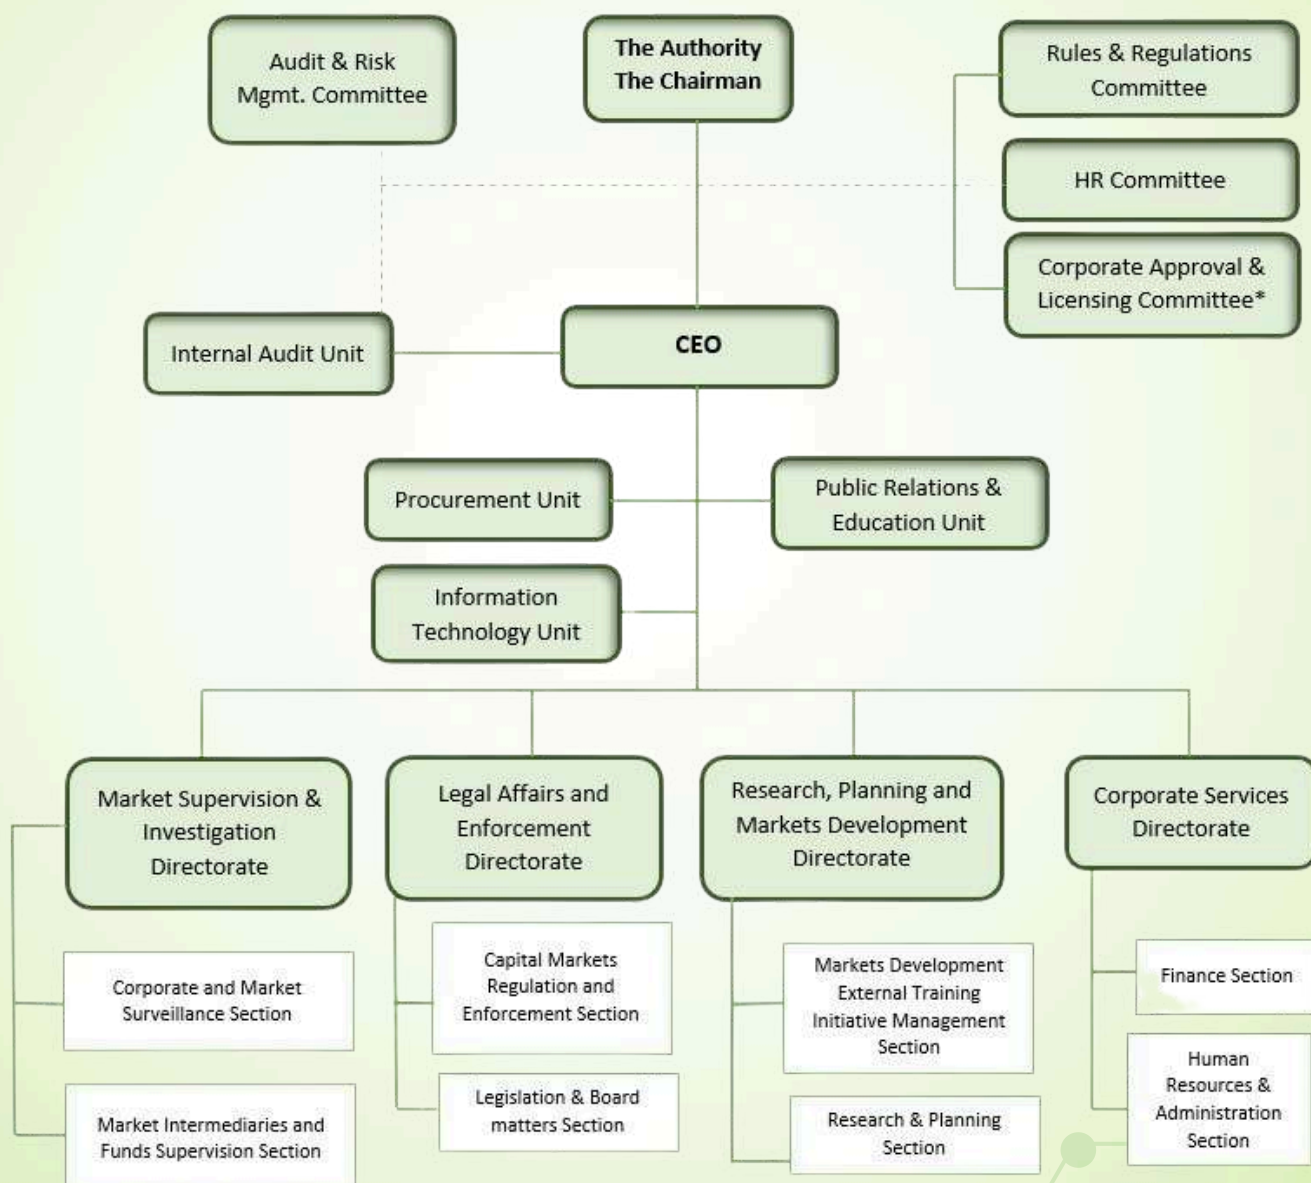 Audit & Risk
Mgmt. Committee
The Authority
The Chairman
Rules & Regulations
Committee
HR Committee
Corporate Approval &
Licensing Committee*
Internal Audit Unit
CEO
Procurement Unit
Public Relations &
Education Unit
Information
Technology Unit
Market Supervision &
Investigation
Directorate
Legal Affairs and
Enforcement
Directorate
Research, Planning and
Markets Development
Directorate
Corporate Services
Directorate
Corporate and Market
Surveillance Section
Market Intermediaries and
Funds Supervision Section
Capital Markets
Regulation and
Enforcement Section
Legislation & Board
matters Section
Markets Development
External Training
Initiative Management
Section
Research & Planning
Section
Finance Section
Human
Resources &
Administration
Section